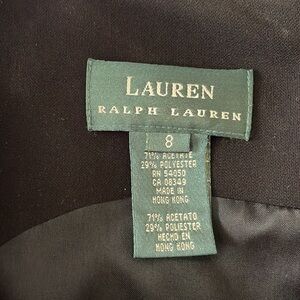 LAUREN
RALPH LAUREN
8
71% ACETATE
29% POLYESTER
RN 54050
CA 08349
MADE IN
HONG KONG
71% ACETATO
29% POLIESTER
HECHO EN
HONG KONG